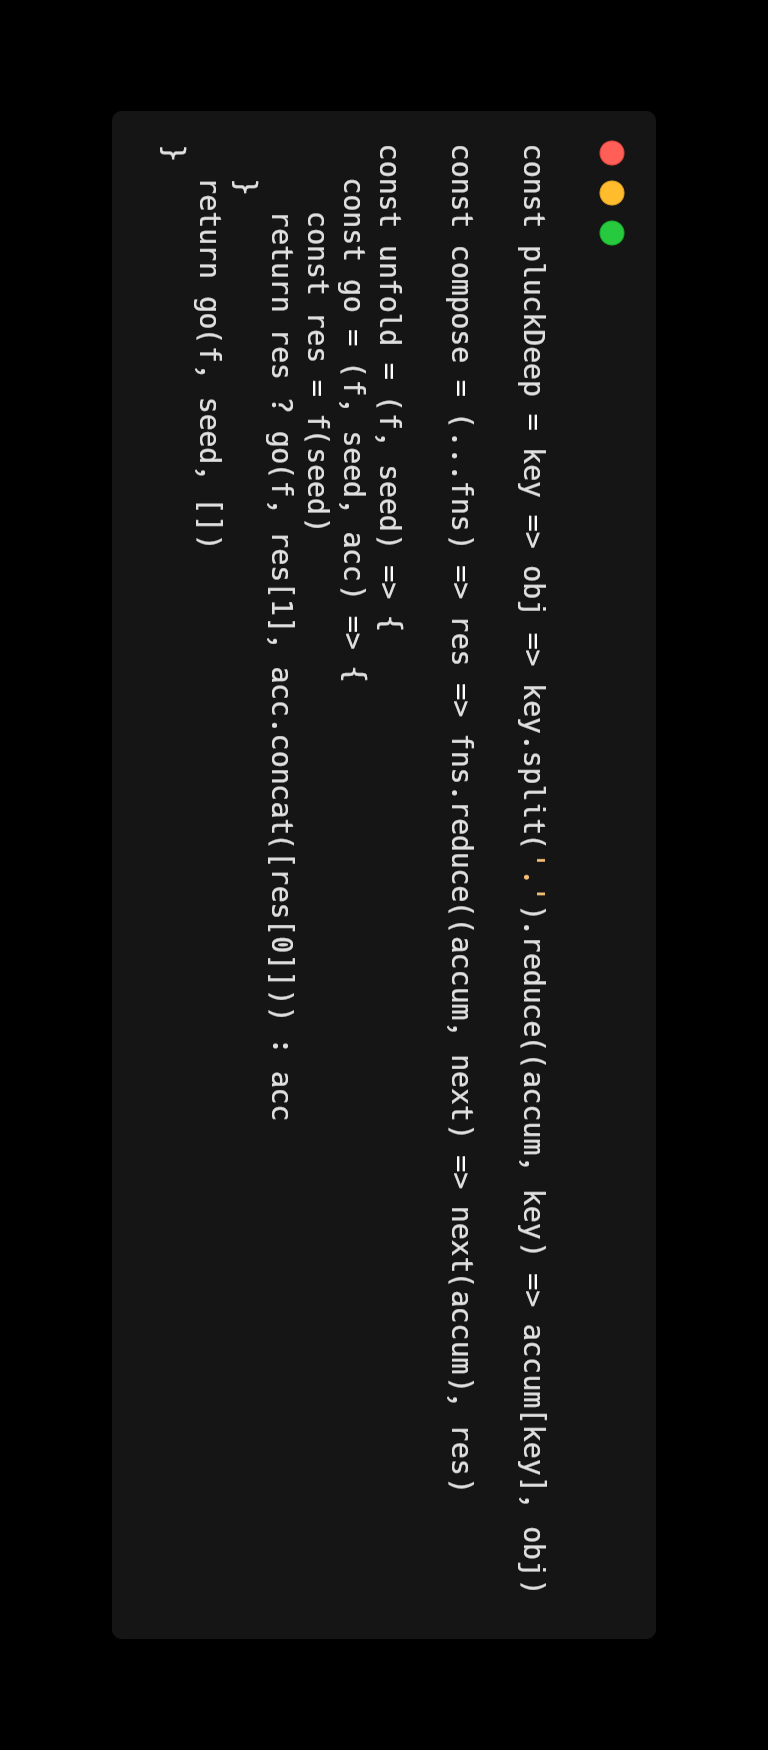 const pluckDeep = key => obj => key.split('.').reduce((accum, key) => accum[key], obj)

const compose = (...fns) => res => fns.reduce((accum, next) => next(accum), res)

const unfold = (f, seed) => {
  const go = (f, seed, acc) => {
    const res = f(seed)
    return res ? go(f, res[1], acc.concat([res[0]])) : acc
  }
  return go(f, seed, [])
}